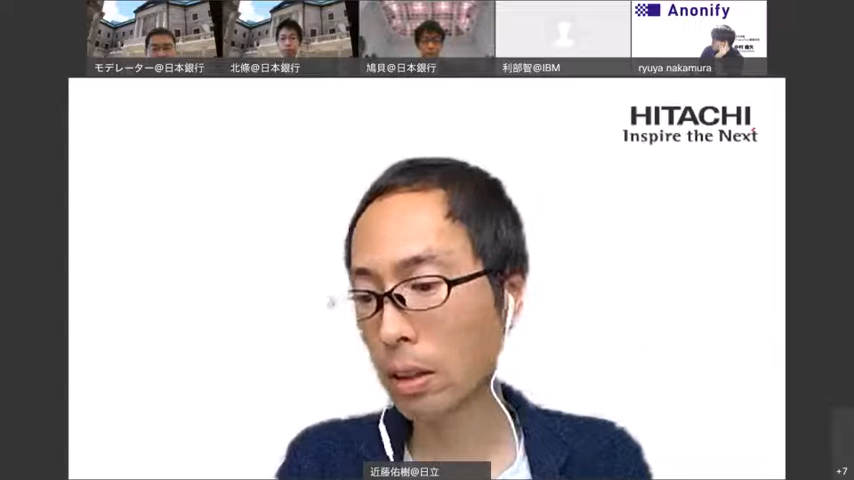 モデレーター@日本銀行
北條@日本銀行
鳩貝@日本銀行
利部智@IBM
Anonify
ryuya nakamura
HITACHI
Inspire the Next
近藤佑樹@日立
+7